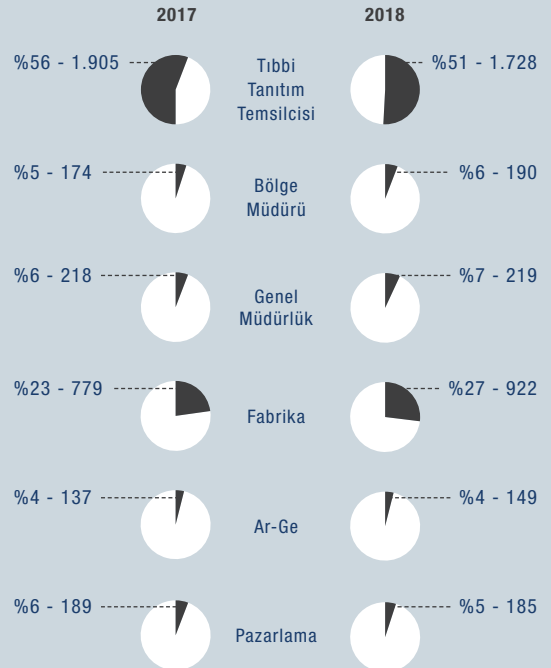 2017
2018
%56 - 1.905
Tıbbi
Tanıtım
Temsilcisi
%51 - 1.728
%5 - 174
Bölge
Müdürü
%6 - 190
%6 - 218
Genel
Müdürlük
%7 - 219
%23 - 779
Fabrika
%27 - 922
%4 - 137
Ar-Ge
%4 - 149
%6 - 189
Pazarlama
%5 - 185